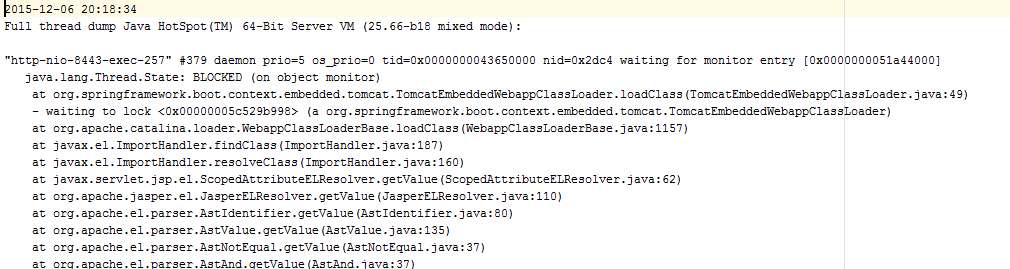 2015-12-06 20:18:34
Full thread dump Java HotSpot(TM) 64-Bit Server VM (25.66-b18 mixed mode):
"http-nio-8443-exec-257" #379 daemon prio=5 os_prio=0 tid=0x0000000043650000 nid=0x2dc4 waiting for monitor entry [0x0000000051a44000]
java.lang.Thread.State: BLOCKED (on object monitor)
at org.springframework.boot.context.embedded.tomcat.TomcatEmbeddedWebappClassLoader.loadClass(TomcatEmbeddedWebappClassLoader.java:49)
- waiting to lock <0x00000005c529b998> (a org.springframework.boot.context.embedded.tomcat.TomcatEmbeddedWebappClassLoader)
at org.apache.catalina.loader.WebappClassLoaderBase.loadClass(WebappClassLoaderBase.java:1157)
at javax.el.ImportHandler.findClass(ImportHandler.java:187)
at javax.el.ImportHandler.resolveClass(ImportHandler.java:160)
at javax.servlet.jsp.el.ScopedAttributeELResolver.getValue(ScopedAttributeELResolver.java:62)
at org.apache.jasper.el.JasperELResolver.getValue(JasperELResolver.java:110)
at org.apache.el.parser.AstIdentifier.getValue(AstIdentifier.java:80)
at org.apache.el.parser.AstValue.getValue(AstValue.java:135)
at org.apache.el.parser.AstNotEqual.getValue(AstNotEqual.java:37)
at org.apache.el.parser.AstAnd.getValue(AstAnd.java:37)